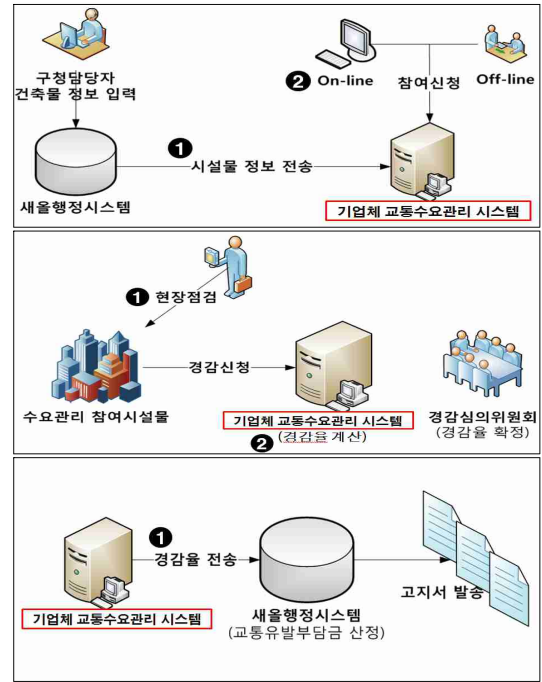 구청담당자
건축물 정보 입력
❷ On-line
참여신청
Off-line
❶
시설물 정보 전송
새올행정시스템
기업체 교통수요관리 시스템
❶ 현장점검
경감신청
수요관리 참여시설물
기업체 교통수요관리 시스템
❷ (경감율 계산)
경감심의위원회
(경감율 확정)
❶
경감율 전송
고지서 발송
기업체 교통수요관리 시스템
새올행정시스템
(교통유발부담금 산정)